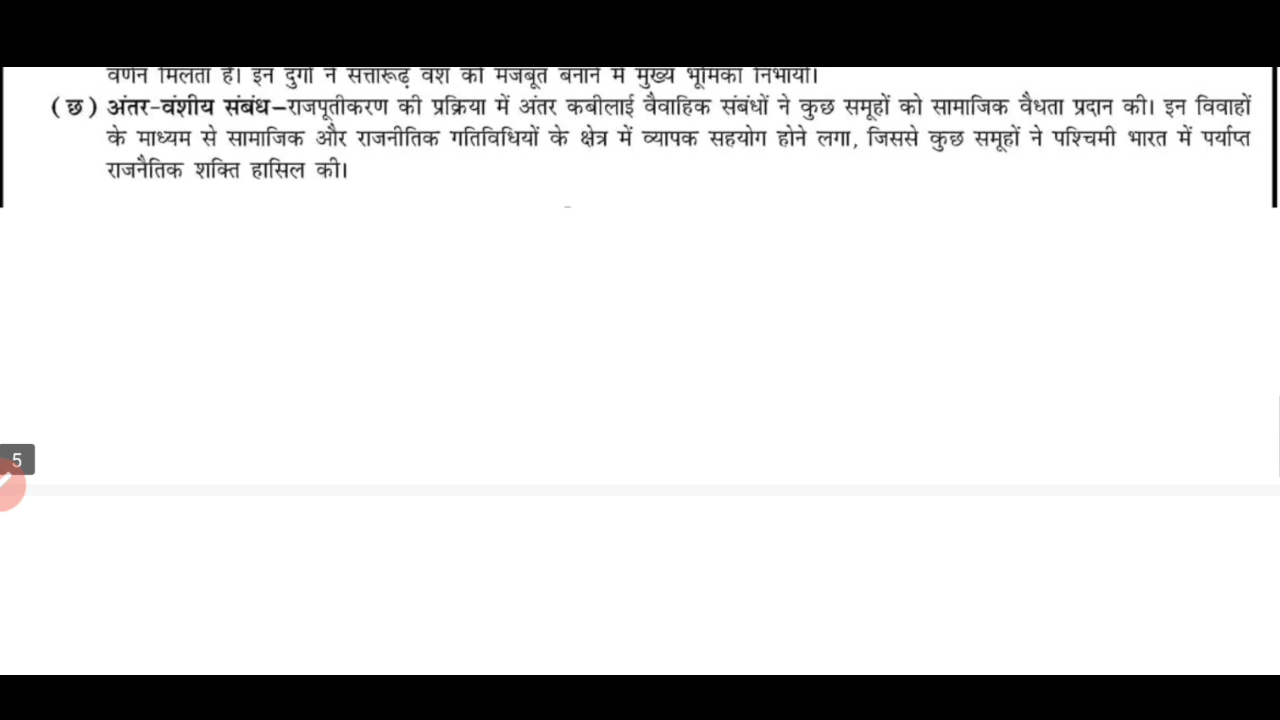 वर्णन मिलता है। इन दुर्गों ने सत्तारूढ़ वंश को मजबूत बनाने में मुख्य भूमिका निभायी।
(छ) अंतर-वंशीय संबंध–राजपूतीकरण की प्रक्रिया में अंतर कबीलाई वैवाहिक संबंधों ने कुछ समूहों को सामाजिक वैधता प्रदान की। इन विवाहों
के माध्यम से सामाजिक और राजनीतिक गतिविधियों के क्षेत्र में व्यापक सहयोग होने लगा, जिससे कुछ समूहों ने पश्चिमी भारत में पर्याप्त
राजनैतिक शक्ति हासिल की।
5